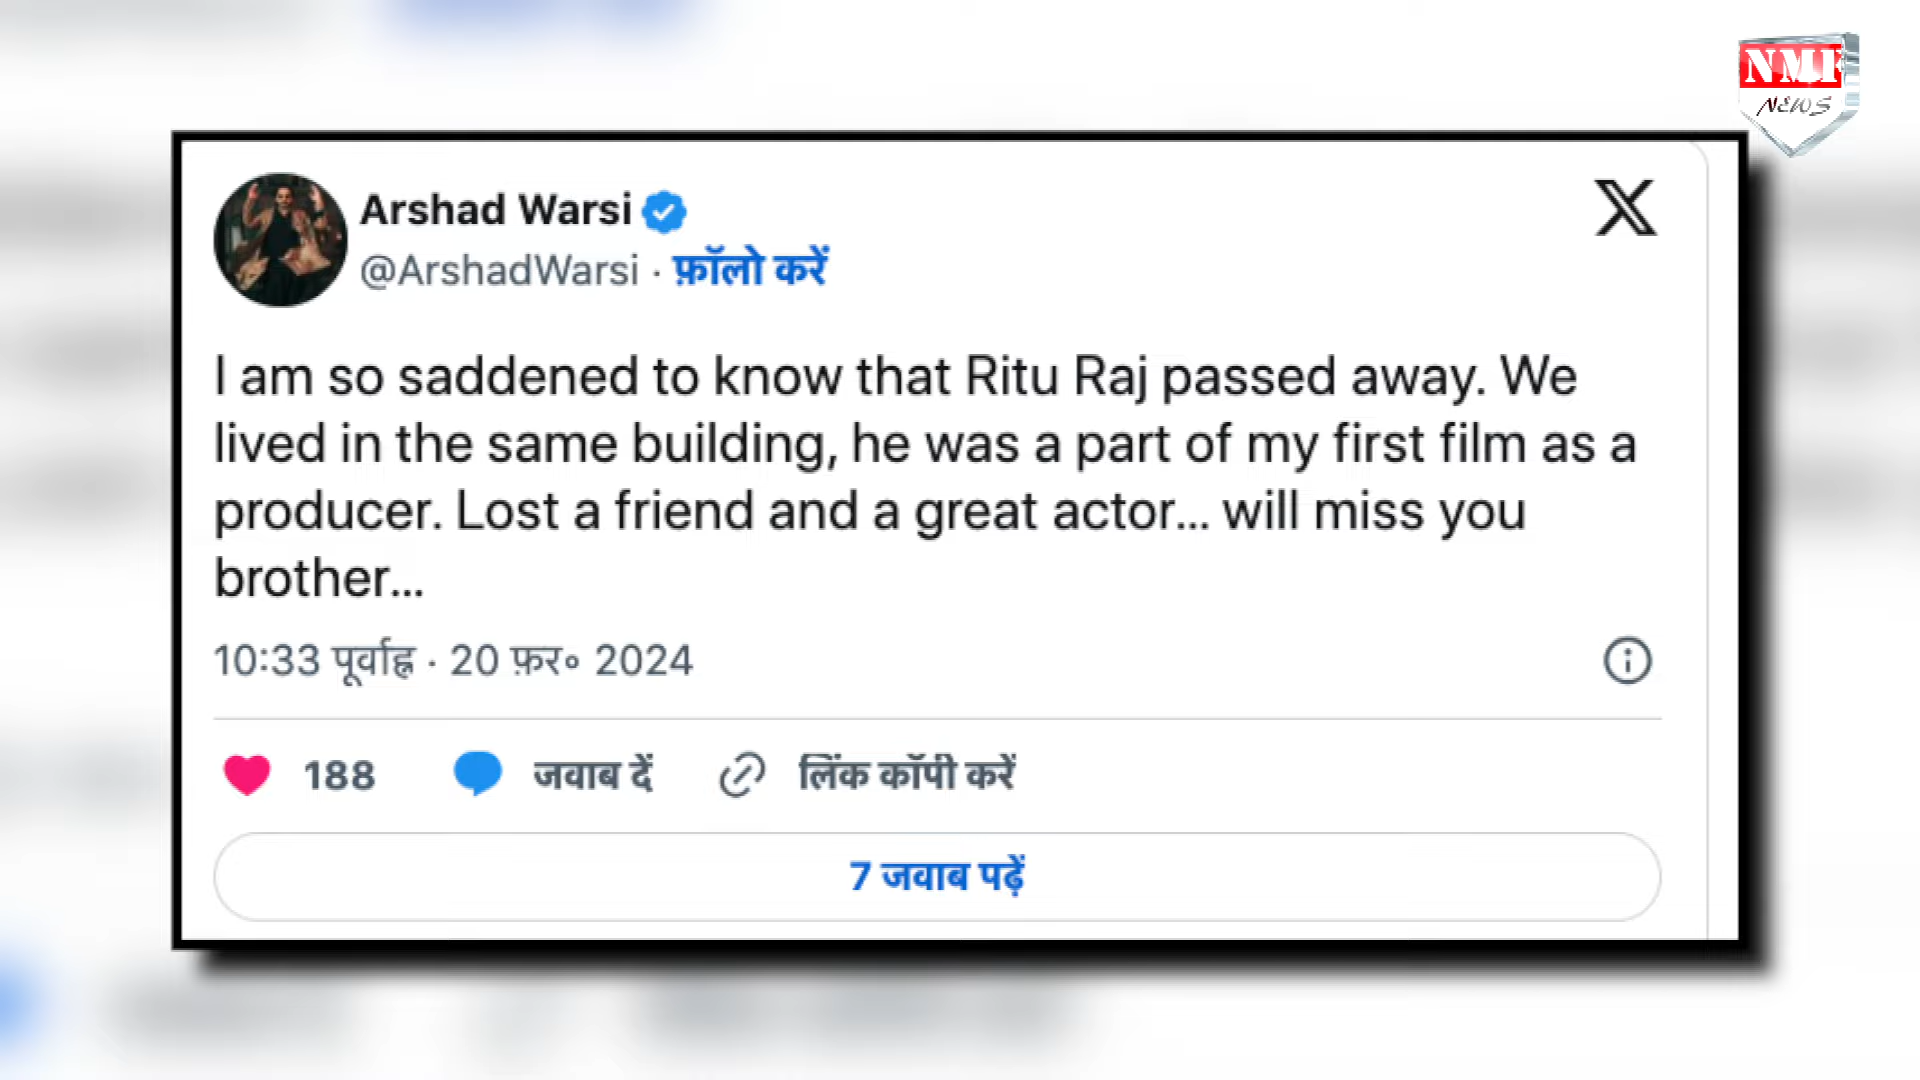 NMF
NEWS
Arshad Warsi
@ArshadWarsi · फ़ॉलो करें
X
I am so saddened to know that Ritu Raj passed away. We
lived in the same building, he was a part of my first film as a
producer. Lost a friend and a great actor... will miss you
brother...
10:33 पूर्वाह्न · 20 फ़र॰ 2024
188 जवाब दें लिंक कॉपी करें
7 जवाब पढ़ें